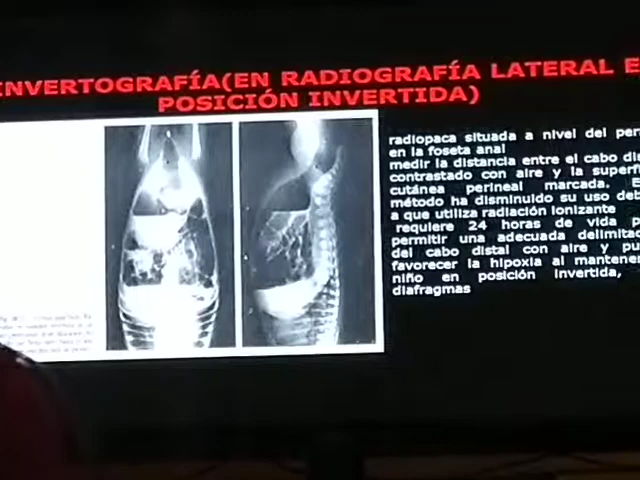 INVERTOGRAFÍA(EN RADIOGRAFÍA LATERAL E
POSICIÓN INVERTIDA)
radiopaca situada a nivel del per
en la foseta anal
medir la distancia entre el cabo di
contrastado con aire y la superf
cutánea perineal marcada. E
método ha disminuido su uso de
a que utiliza radiación ionizante
requiere 24 horas de vida p
permitir una adecuada delimita
del cabo distal con aire y pu
favorecer la hipoxia al mantener
niño en posición invertida,
diafragmas